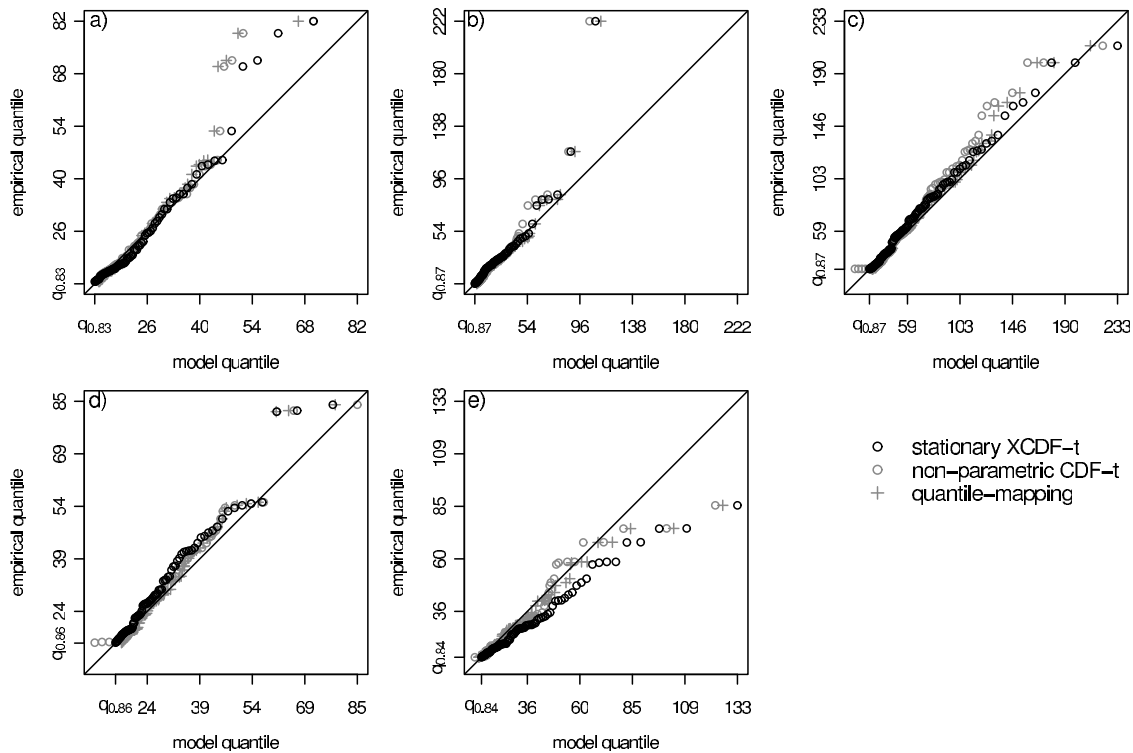 a)
82
68
54
40
26
q0.83
empirical quantile
q0.83 26 40 54 68 82
model quantile
b)
222
180
138
96
54
q0.87
empirical quantile
q0.87 54 96 138 180 222
model quantile
c)
233
190
146
103
59
q0.87
empirical quantile
q0.87 59 103 146 190 233
model quantile
d)
85
69
54
39
24
q0.86
empirical quantile
q0.86 24 39 54 69 85
model quantile
e)
133
109
85
60
36
q0.84
empirical quantile
q0.84 36 60 85 109 133
model quantile
stationary XCDF-t
non-parametric CDF-t
quantile-mapping